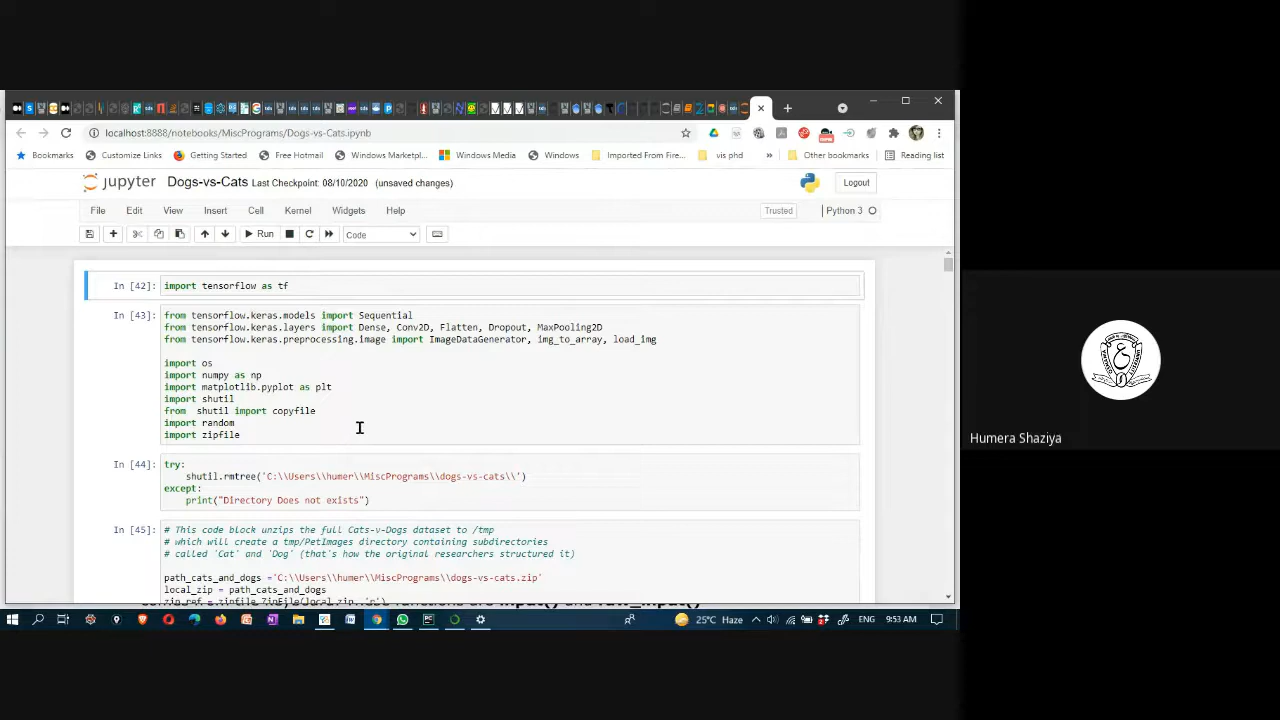 localhost:8888/notebooks/MiscPrograms/Dogs-vs-Cats.ipynb
Bookmarks Customize Links Getting Started Free Hotmail Windows Marketpl... Windows Media Windows Imported From Fire... vis phd » Other bookmarks Reading list
jupyter Dogs-vs-Cats Last Checkpoint: 08/10/2020 (unsaved changes) Logout
File Edit View Insert Cell Kernel Widgets Help Trusted Python 3
Run Code
In [42]: import tensorflow as tf
In [43]: from tensorflow.keras.models import Sequential
from tensorflow.keras.layers import Dense, Conv2D, Flatten, Dropout, MaxPooling2D
from tensorflow.keras.preprocessing.image import ImageDataGenerator, img_to_array, load_img
import os
import numpy as np
import matplotlib.pyplot as plt
import shutil
from shutil import copyfile
import random
import zipfile
In [44]: try:
shutil.rmtree('C:\\Users\\humer\\MiscPrograms\\dogs-vs-cats\\')
except:
print("Directory Does not exists")
In [45]: # This code block unzips the full Cats-v-Dogs dataset to /tmp
# which will create a tmp/PetImages directory containing subdirectories
# called 'Cat' and 'Dog' (that's how the original researchers structured it)
path_cats_and_dogs ='C:\\Users\\humer\\MiscPrograms\\dogs-vs-cats.zip'
local_zip = path_cats_and_dogs
zip_ref = zipfile.ZipFile(local_zip, 'r')
functions are input() and raw_input()
25°C Haze ENG 9:53 AM
Humera Shaziya